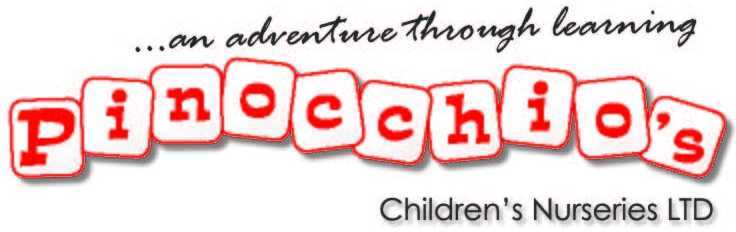 ...an adventure through learning
Pinocchio's
Children's Nurseries LTD